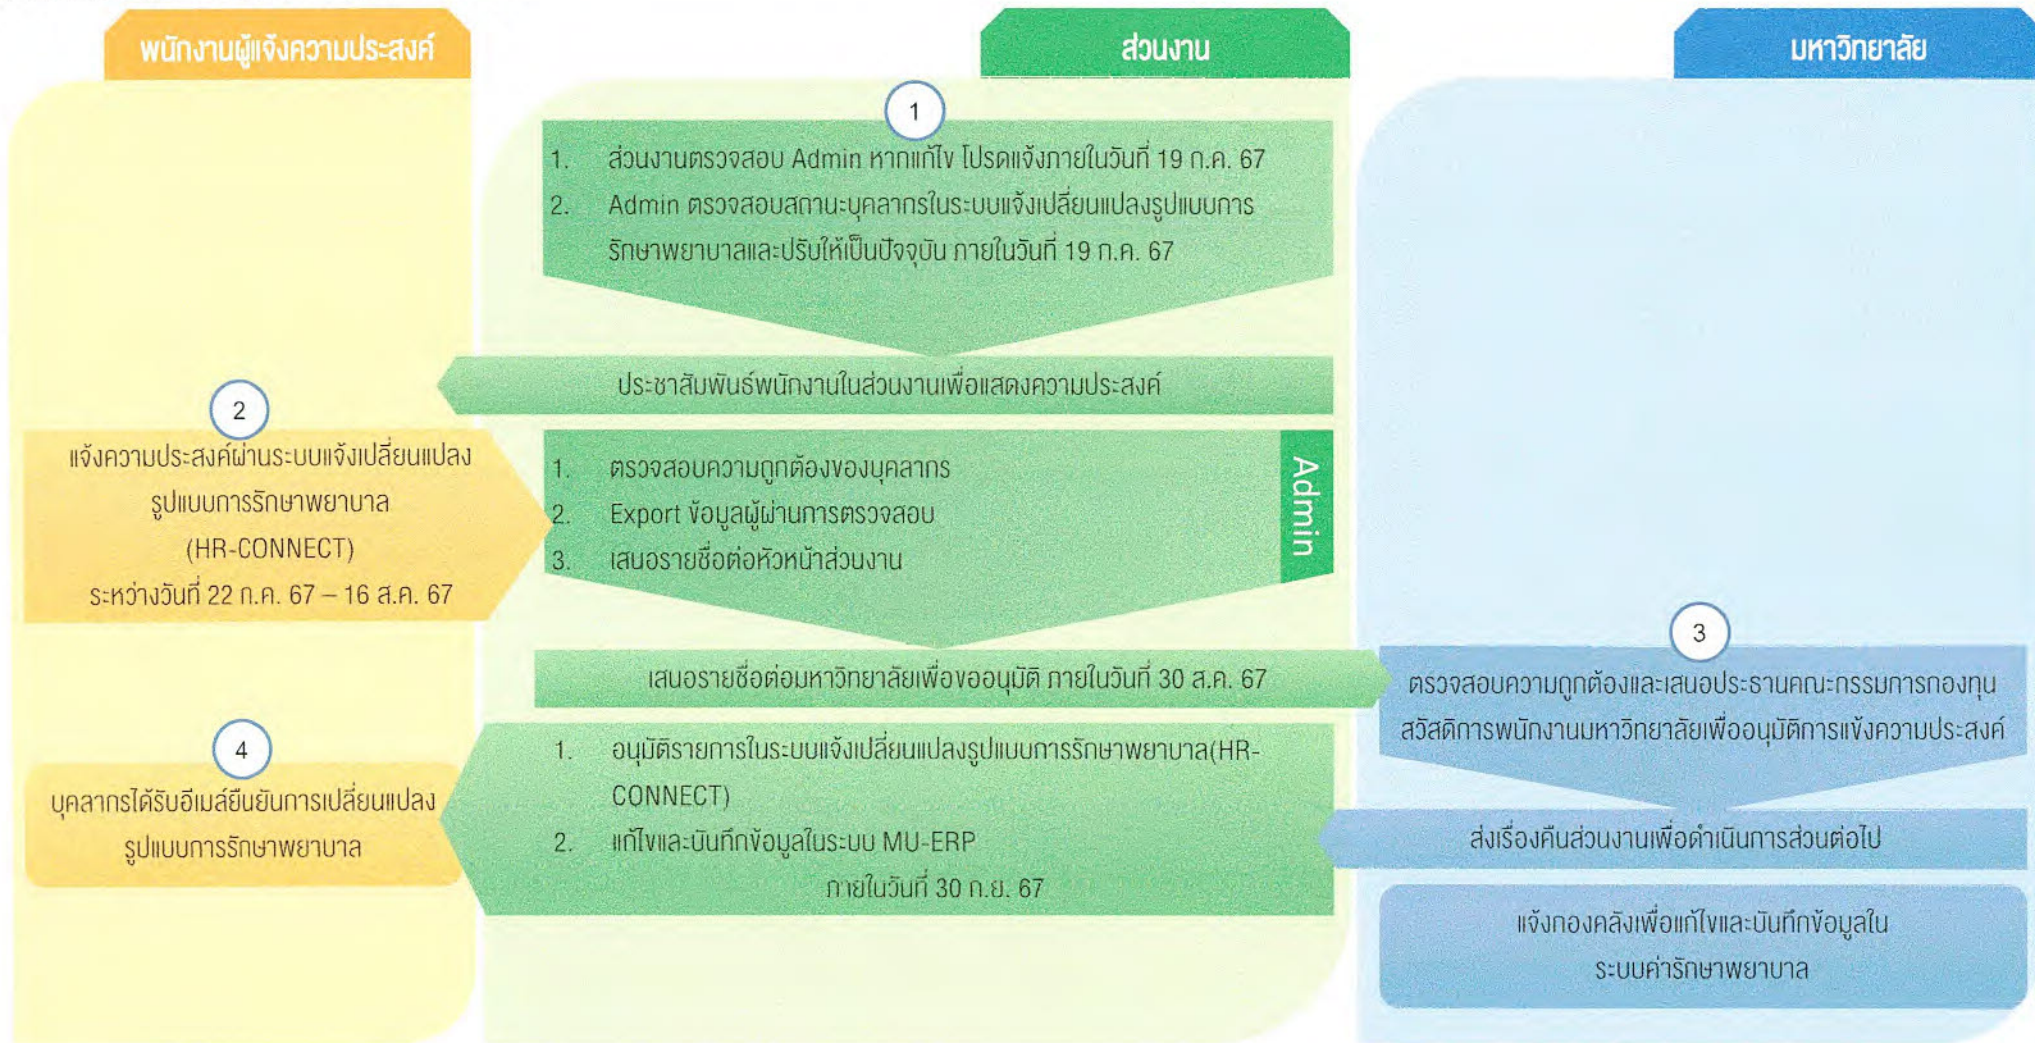 พนักงานผู้แจ้งความประสงค์
ส่วนงาน
มหาวิทยาลัย
1
1. ส่วนงานตรวจสอบ Admin หากแก้ไข โปรดแจ้งภายในวันที่ 19 ก.ค. 67
2. Admin ตรวจสอบสถานะบุคลากรในระบบแจ้งเปลี่ยนแปลงรูปแบบการ
รักษาพยาบาลและปรับให้เป็นปัจจุบัน ภายในวันที่ 19 ก.ค. 67
ประชาสัมพันธ์พนักงานในส่วนงานเพื่อแสดงความประสงค์
2
แจ้งความประสงค์ผ่านระบบแจ้งเปลี่ยนแปลง
รูปแบบการรักษาพยาบาล
(HR-CONNECT)
ระหว่างวันที่ 22 ก.ค. 67 – 16 ส.ค. 67
1. ตรวจสอบความถูกต้องของบุคลากร
2. Export ข้อมูลผู้ผ่านการตรวจสอบ
3. เสนอรายชื่อต่อหัวหน้าส่วนงาน
Admin
เสนอรายชื่อต่อมหาวิทยาลัยเพื่อขออนุมัติ ภายในวันที่ 30 ส.ค. 67
3
ตรวจสอบความถูกต้องและเสนอประธานคณะกรรมการกองทุน
สวัสดิการพนักงานมหาวิทยาลัยเพื่ออนุมัติการแข้งความประสงค์
ส่งเรื่องคืนส่วนงานเพื่อดำเนินการส่วนต่อไป
แจ้งกองคลังเพื่อแก้ไขและบันทึกข้อมูลใน
ระบบค่ารักษาพยาบาล
1. อนุมัติรายการในระบบแจ้งเปลี่ยนแปลงรูปแบบการรักษาพยาบาล(HR-
CONNECT)
2. แก้ไขและบันทึกข้อมูลในระบบ MU-ERP
ภายในวันที่ 30 ก.ย. 67
4
บุคลากรได้รับอีเมล์ยืนยันการเปลี่ยนแปลง
รูปแบบการรักษาพยาบาล